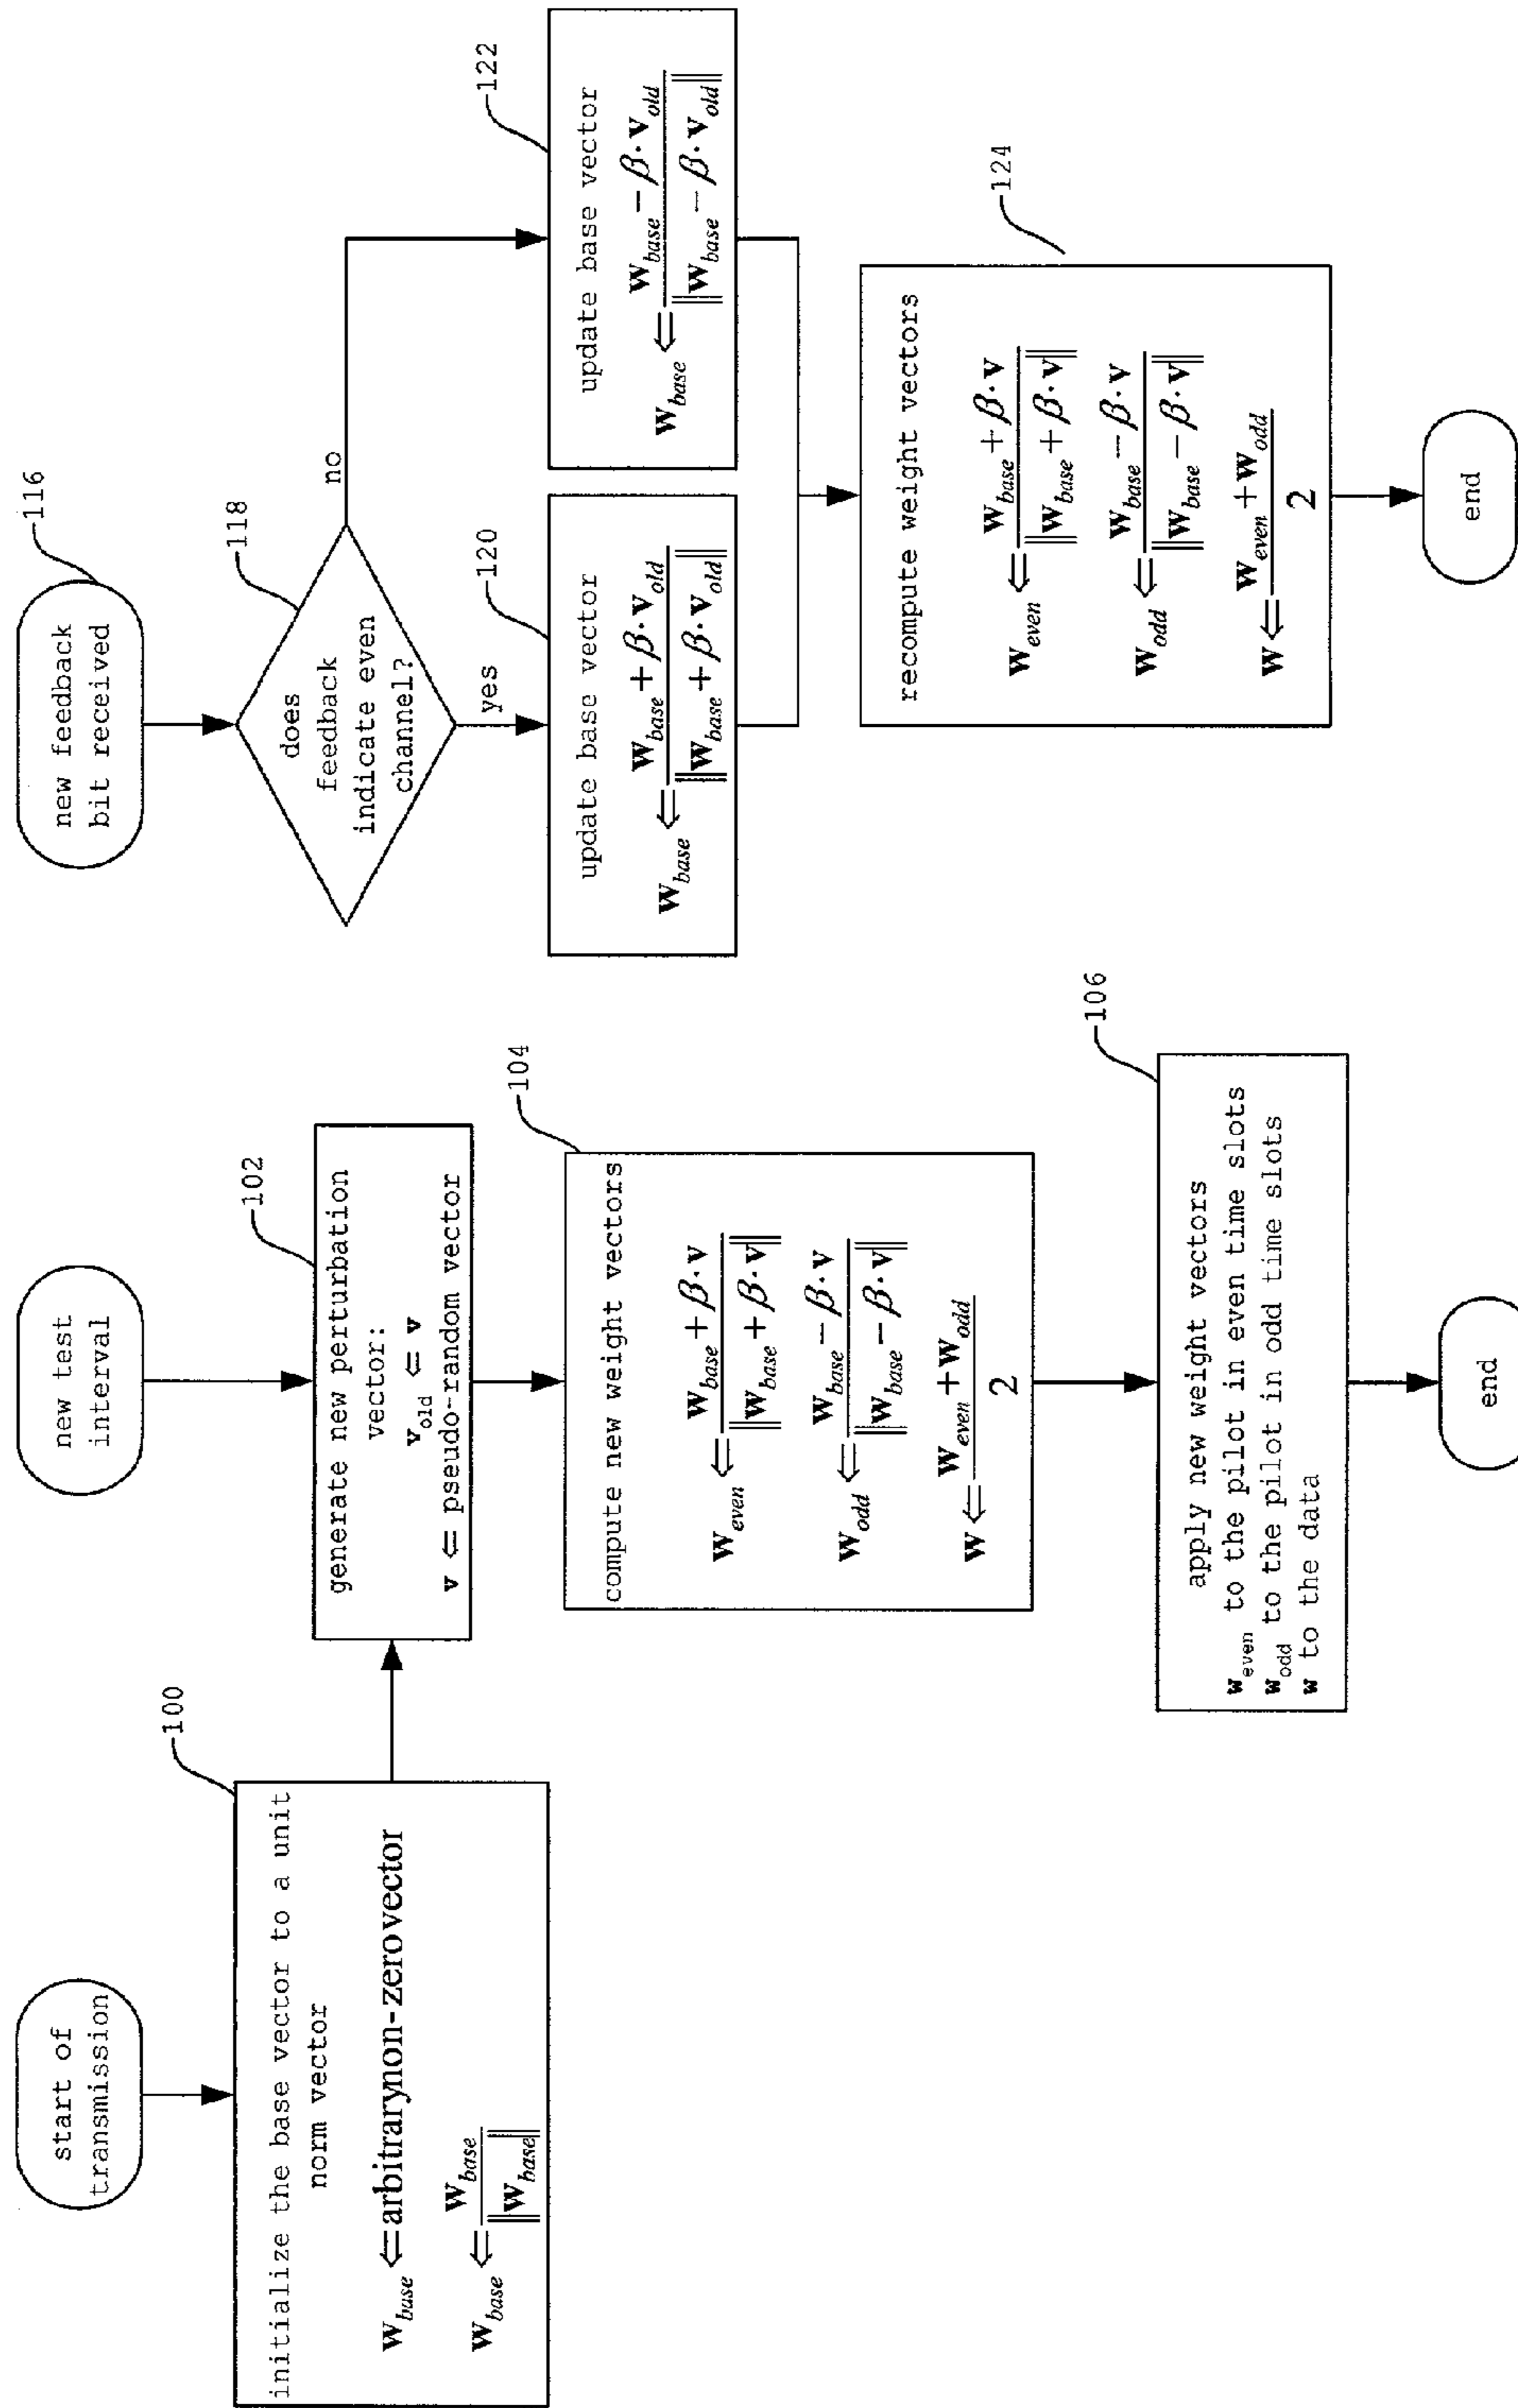 start of
transmission
100
initialize the base vector to a unit
norm vector
w_base ⇐ arbitrarynon-zerovector
w_base ⇐ w_base / ‖w_base‖
new test
interval
102
generate new perturbation
vector:
v_old ⇐ v
v ⇐ pseudo-random vector
104
compute new weight vectors
w_even ⇐ w_base + β·v / ‖w_base + β·v‖
w_odd ⇐ w_base − β·v / ‖w_base − β·v‖
w ⇐ w_even + w_odd / 2
106
apply new weight vectors
w_even to the pilot in even time slots
w_odd to the pilot in odd time slots
w to the data
end
new feedback
bit received
116
118
does
feedback
indicate even
channel?
yes
no
120
update base vector
w_base ⇐ w_base + β·v_old / ‖w_base + β·v_old‖
122
update base vector
w_base ⇐ w_base − β·v_old / ‖w_base − β·v_old‖
124
recompute weight vectors
w_even ⇐ w_base + β·v / ‖w_base + β·v‖
w_odd ⇐ w_base − β·v / ‖w_base − β·v‖
w ⇐ w_even + w_odd / 2
end